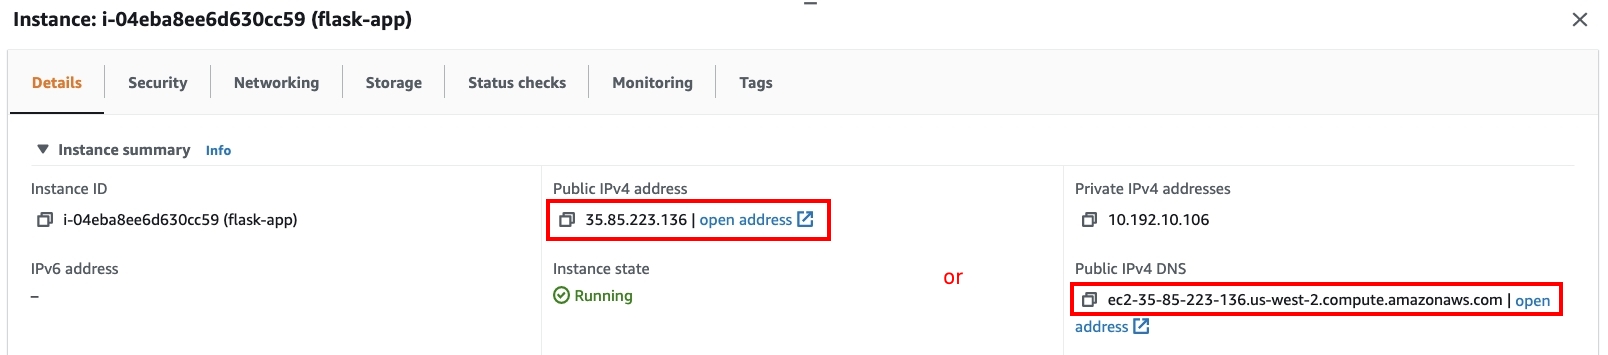 Instance: i-04eba8ee6d630cc59 (flask-app)
Details
Security
Networking
Storage
Status checks
Monitoring
Tags
Instance summary Info
Instance ID
i-04eba8ee6d630cc59 (flask-app)
Public IPv4 address
35.85.223.136 | open address
Private IPv4 addresses
10.192.10.106
IPv6 address
–
Instance state
Running
or
Public IPv4 DNS
ec2-35-85-223-136.us-west-2.compute.amazonaws.com | open
address